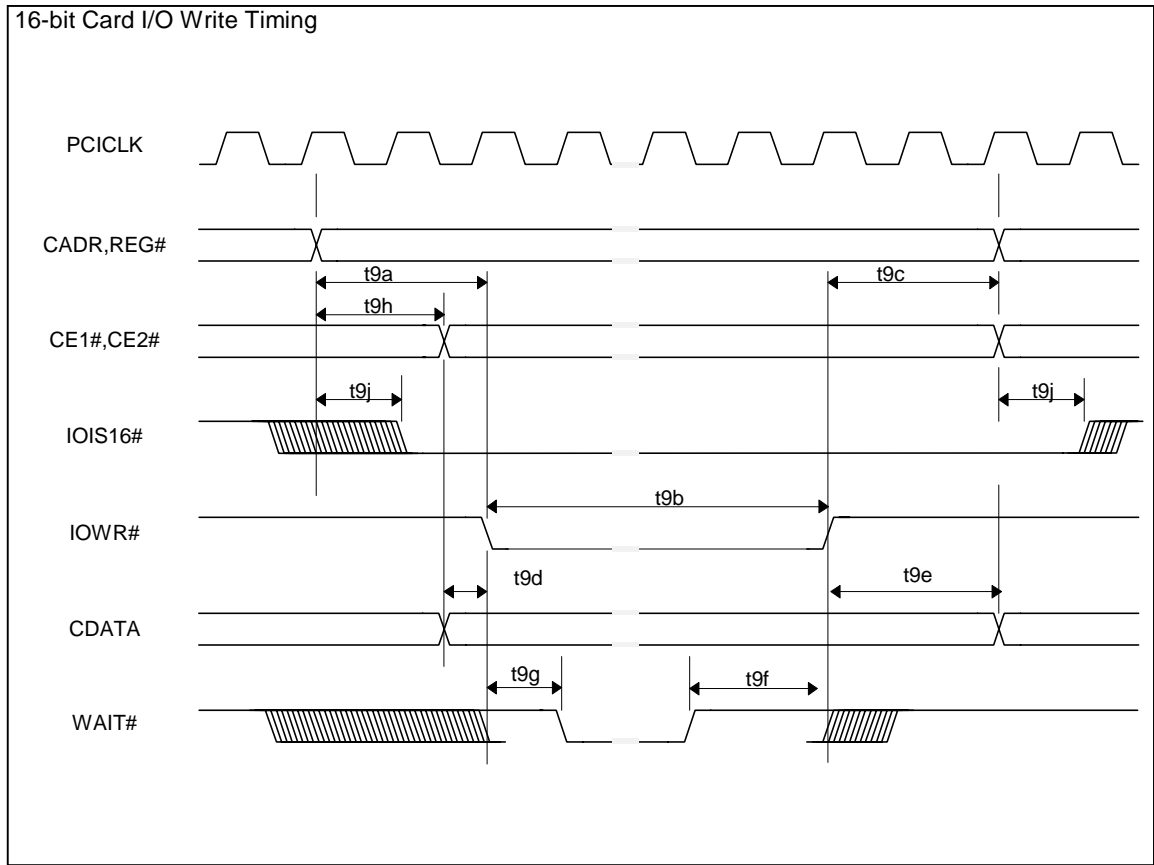 16-bit Card I/O Write Timing
PCICLK
CADR,REG#
t9a
t9c
t9h
CE1#,CE2#
t9j
t9j
IOIS16#
t9b
IOWR#
t9d
t9e
CDATA
t9g
t9f
WAIT#